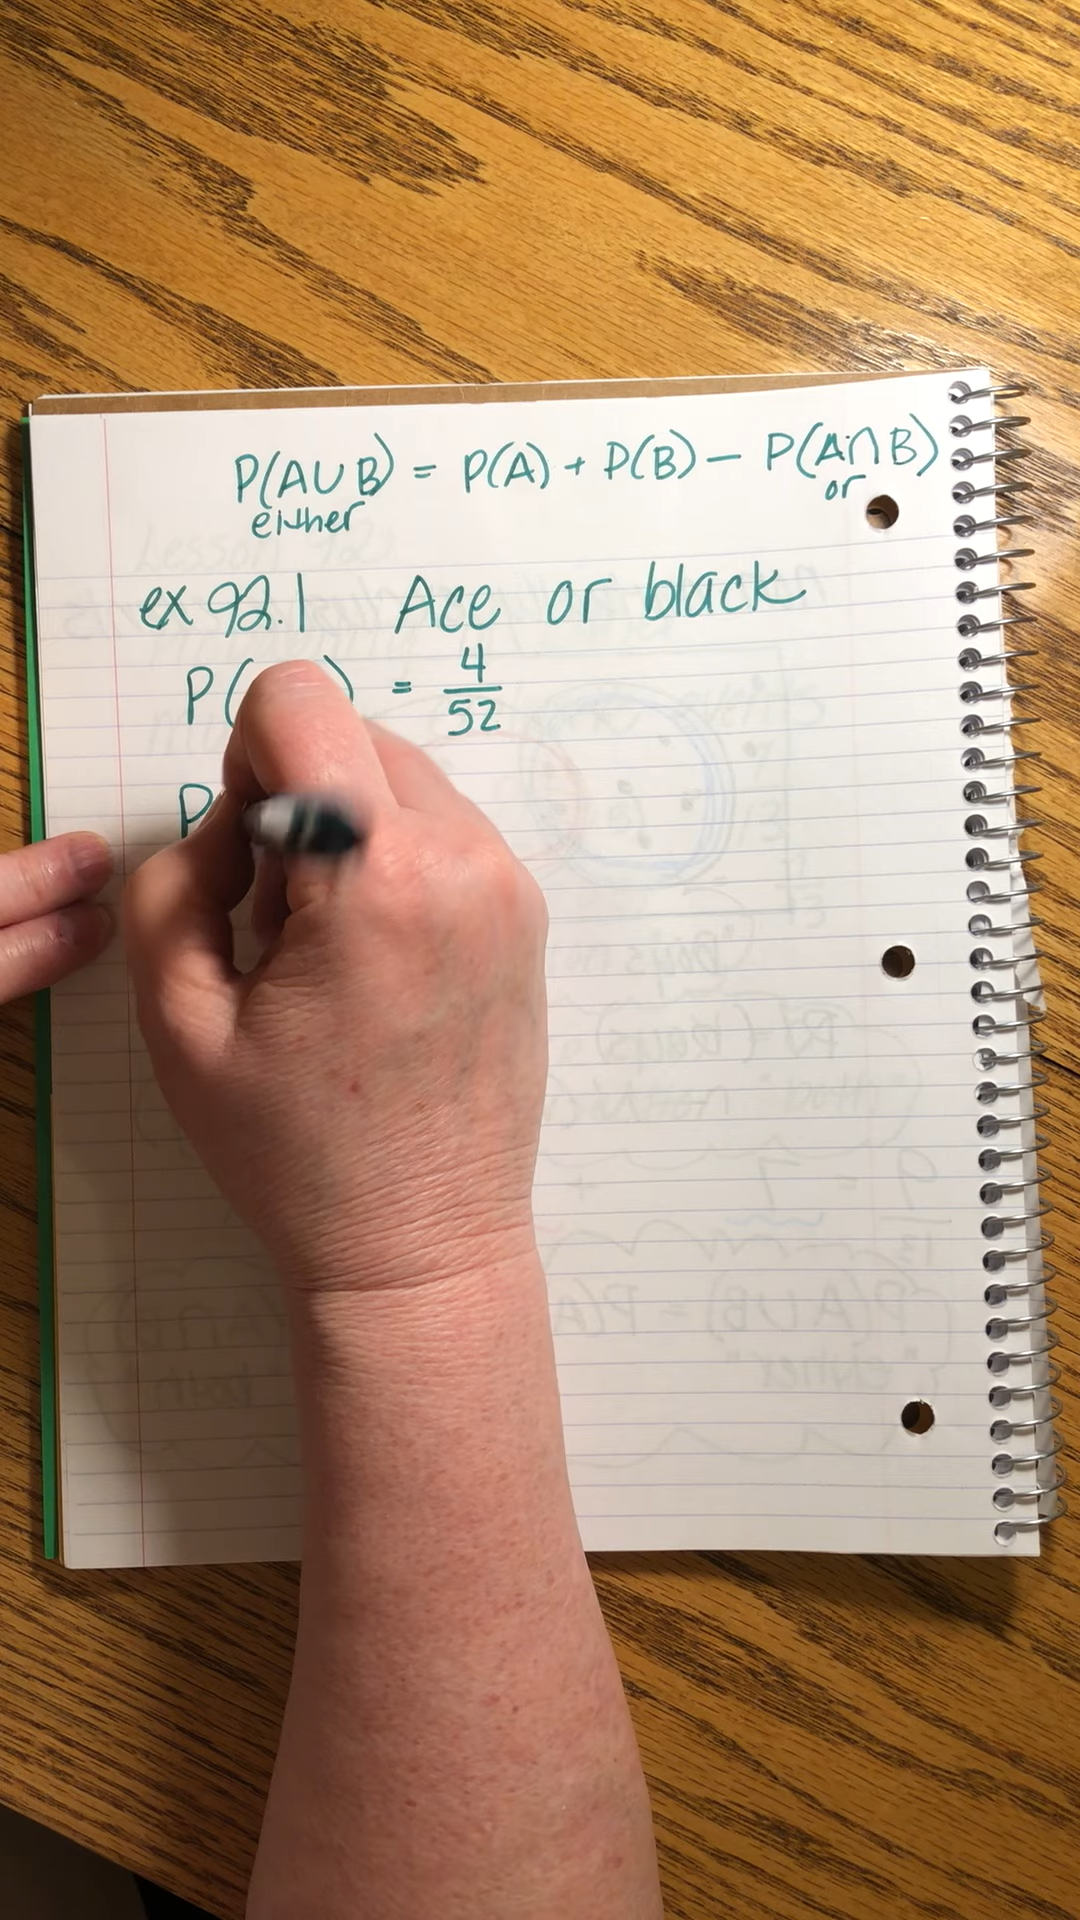 P(A∪B) = P(A) + P(B) − P(A∩B)
either or
ex 92.1 Ace or black
P( ) = 4/52
P